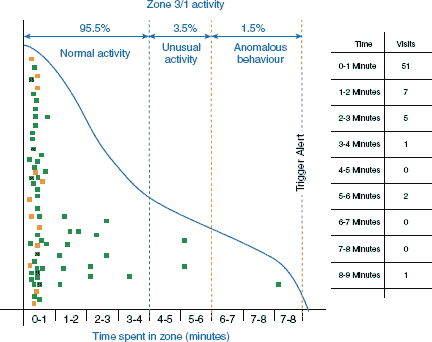 Zone 3/1 activity
95.5%
3.5%
1.5%
Normal activity
Unusual
activity
Anomalous
behaviour
Trigger Alert
0-1
1-2
2-3
3-4
4-5
5-6
6-7
7-8
7-8
Time spent in zone (minutes)
Time Visits
0-1 Minute 51
1-2 Minutes 7
2-3 Minutes 5
3-4 Minutes 1
4-5 Minutes 0
5-6 Minutes 2
6-7 Minutes 0
7-8 Minutes 0
8-9 Minutes 1